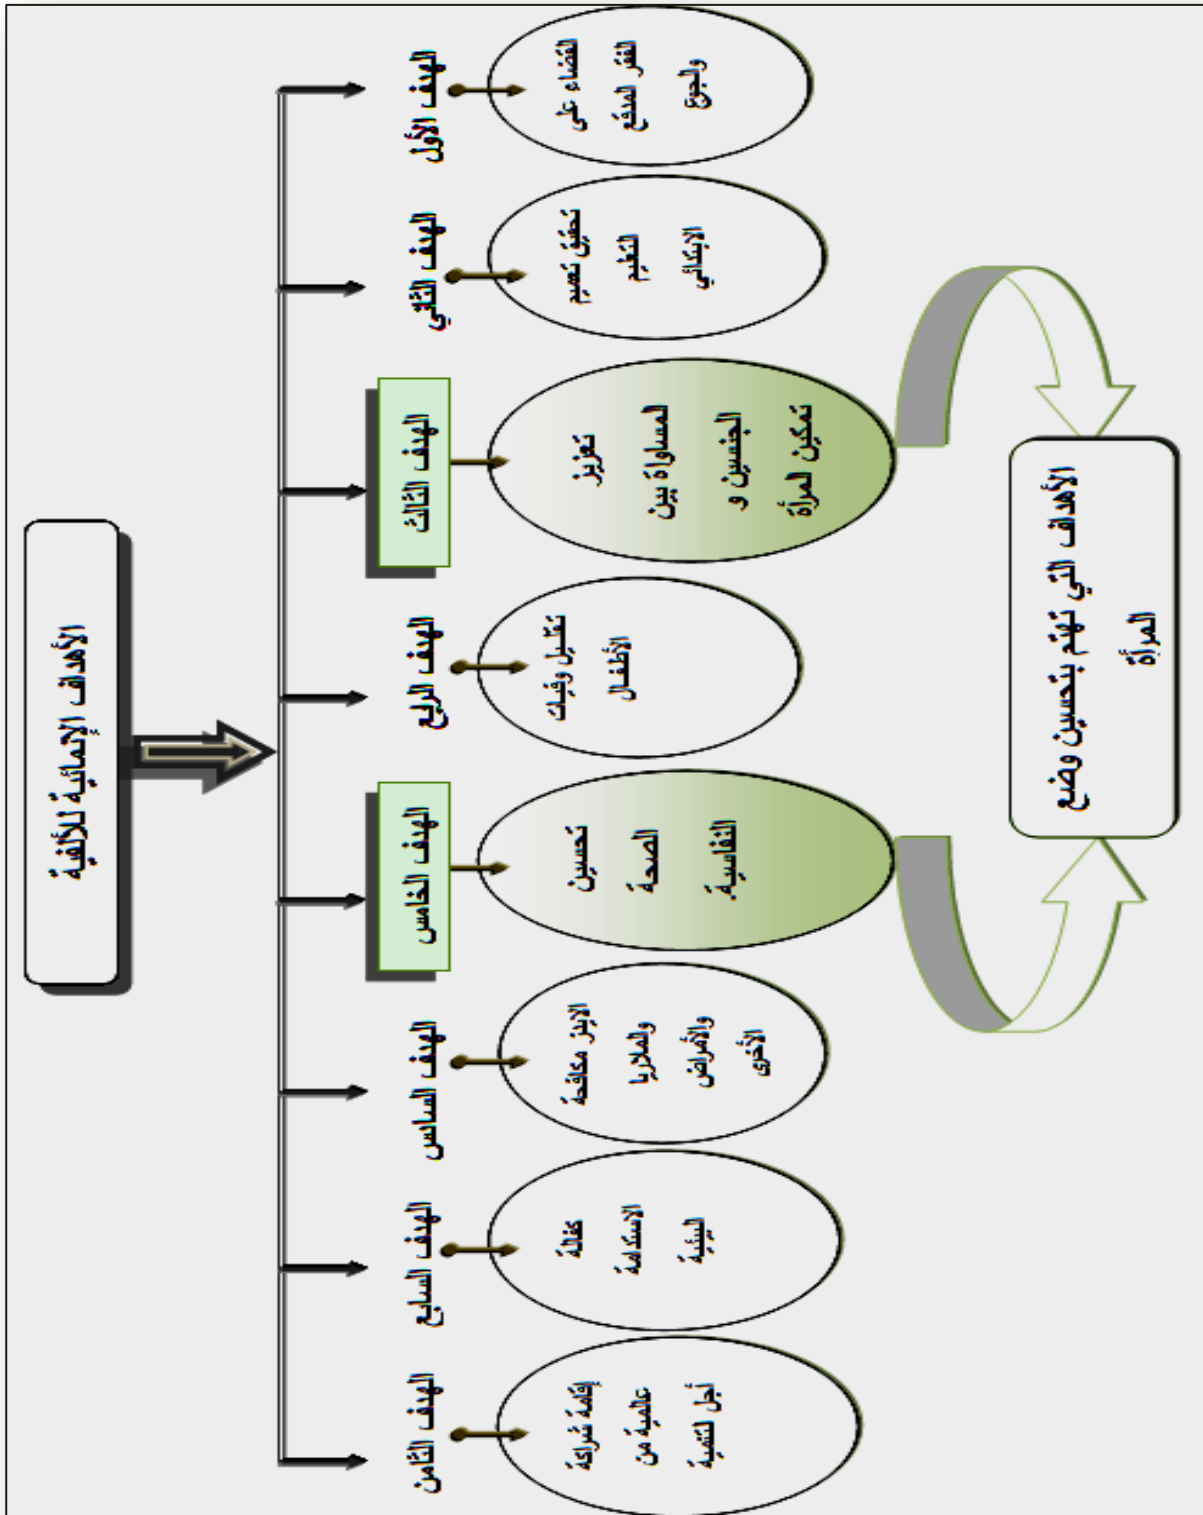 الأهداف الإنمائية للألفية
الهدف الأول
القضاء على
الفقر المدقع
والجوع
الهدف الثاني
تحقيق تعميم
التعليم
الابتدائي
الهدف الثالث
تعزيز
المساواة بين
الجنسين و
تمكين المرأة
الهدف الرابع
تقليل وفيات
الأطفال
الهدف الخامس
تحسين
الصحة
النفاسية.
الهدف السادس
الايدز مكافحة
والملاريا
والأمراض
الأخرى
الهدف السابع
كفالة
الاستدامة
البيئية
الهدف الثامن
إقامة شراكة
عالمية من
أجل التنمية
الأهداف التي تهتم بتحسين وضع
المرأة